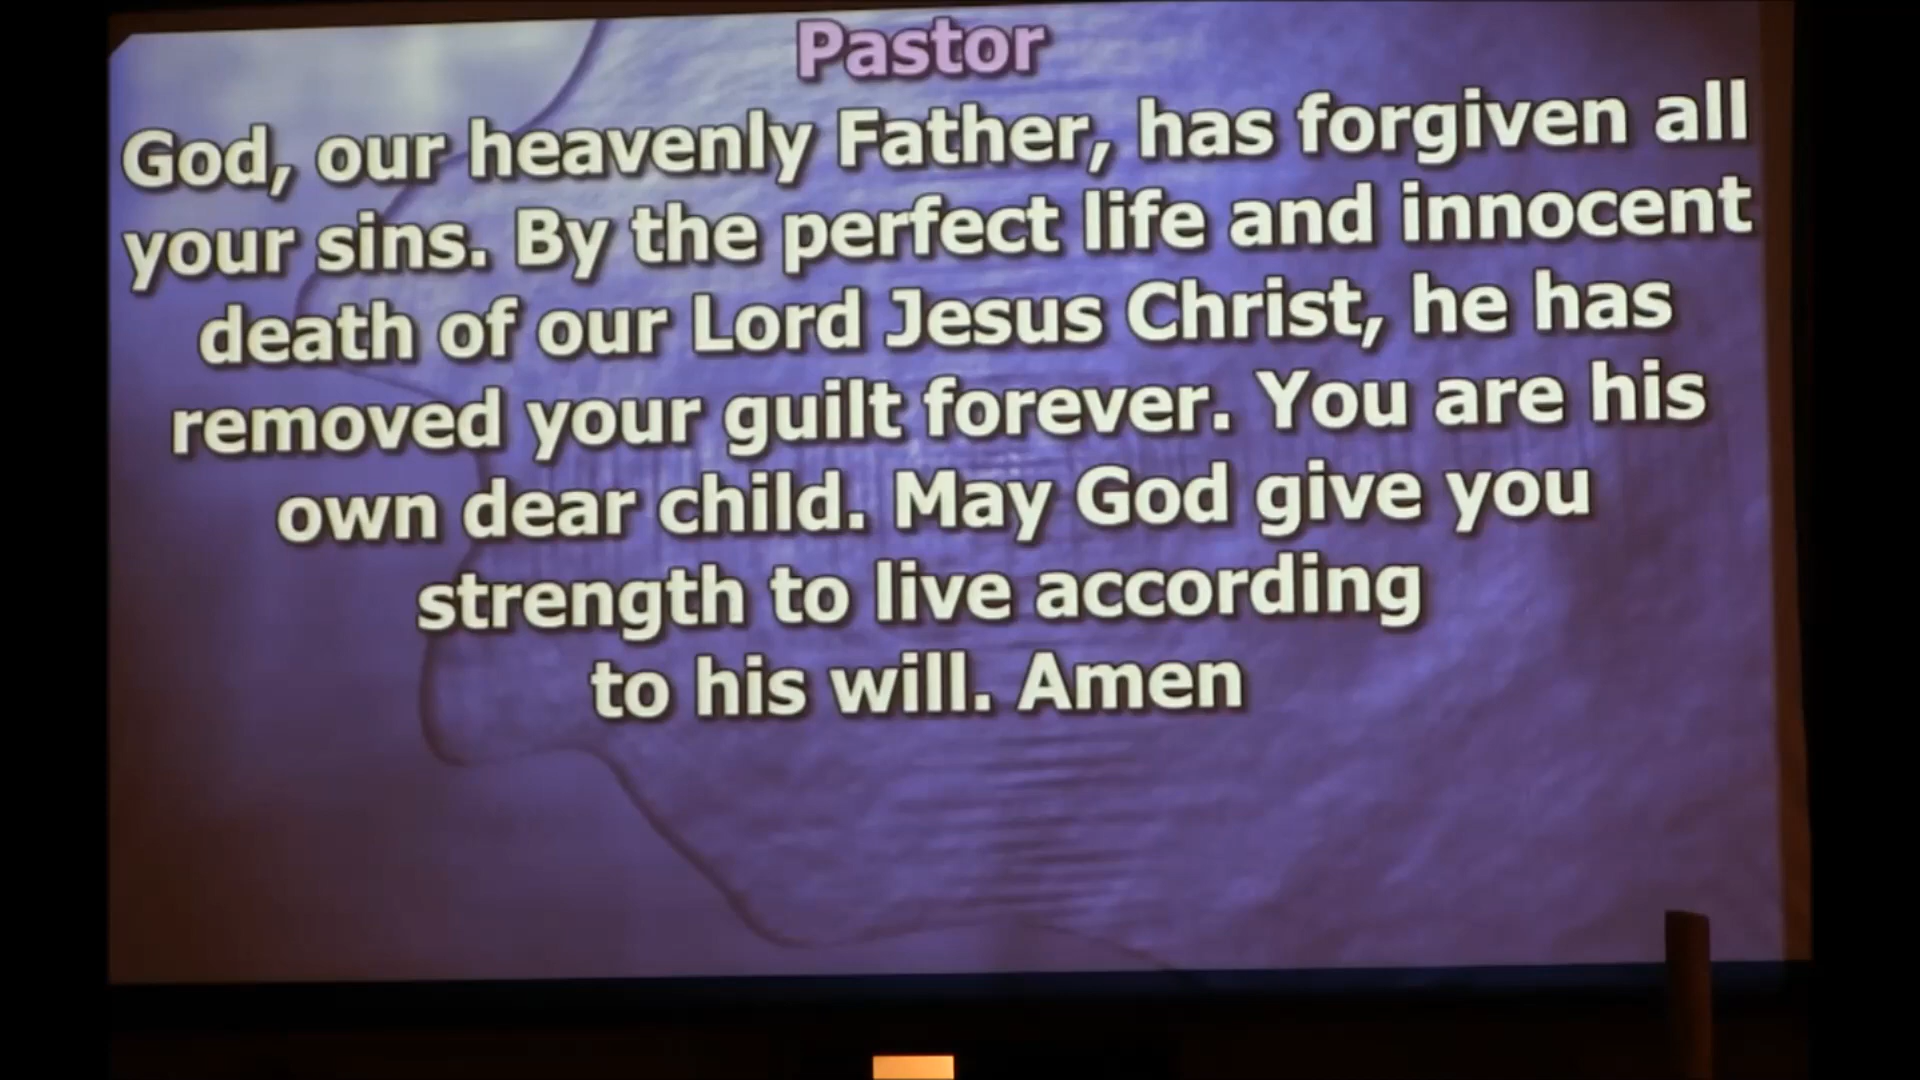 Pastor
God, our heavenly Father, has forgiven all
your sins. By the perfect life and innocent
death of our Lord Jesus Christ, he has
removed your guilt forever. You are his
own dear child. May God give you
strength to live according
to his will. Amen